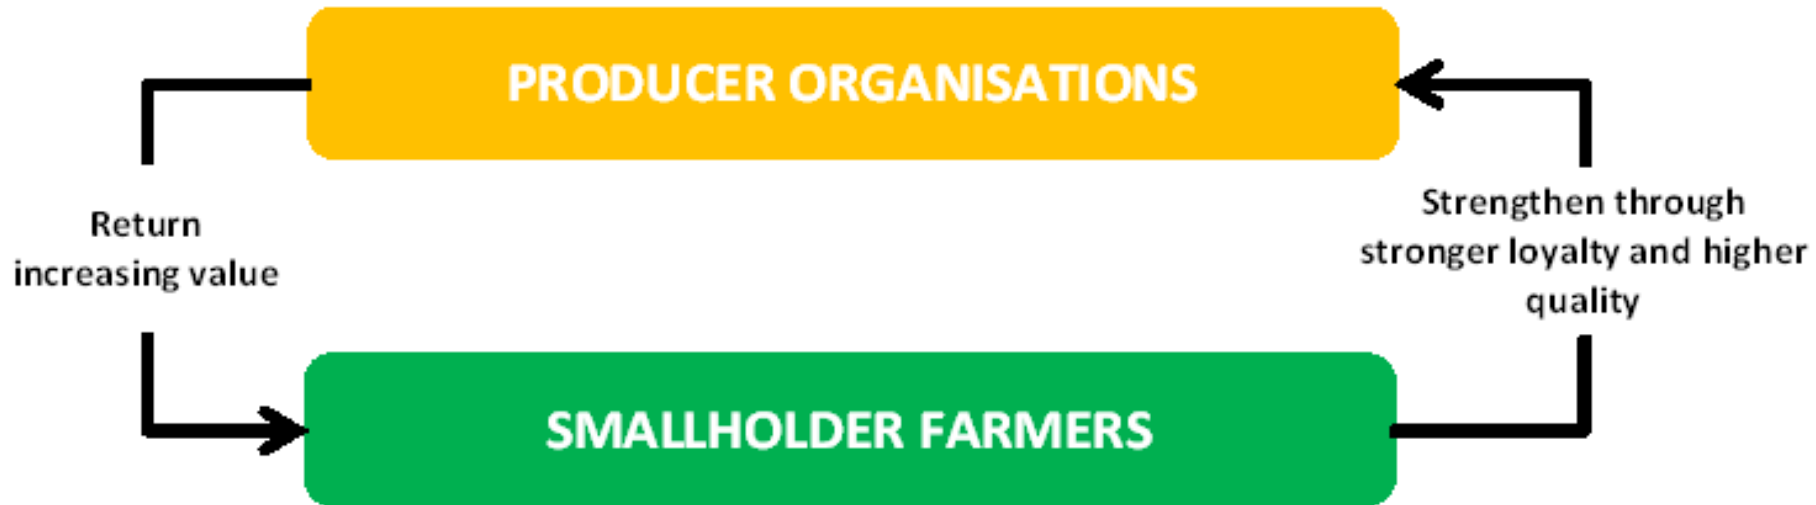 PRODUCER ORGANISATIONS
Return
increasing value
Strengthen through
stronger loyalty and higher
quality
SMALLHOLDER FARMERS